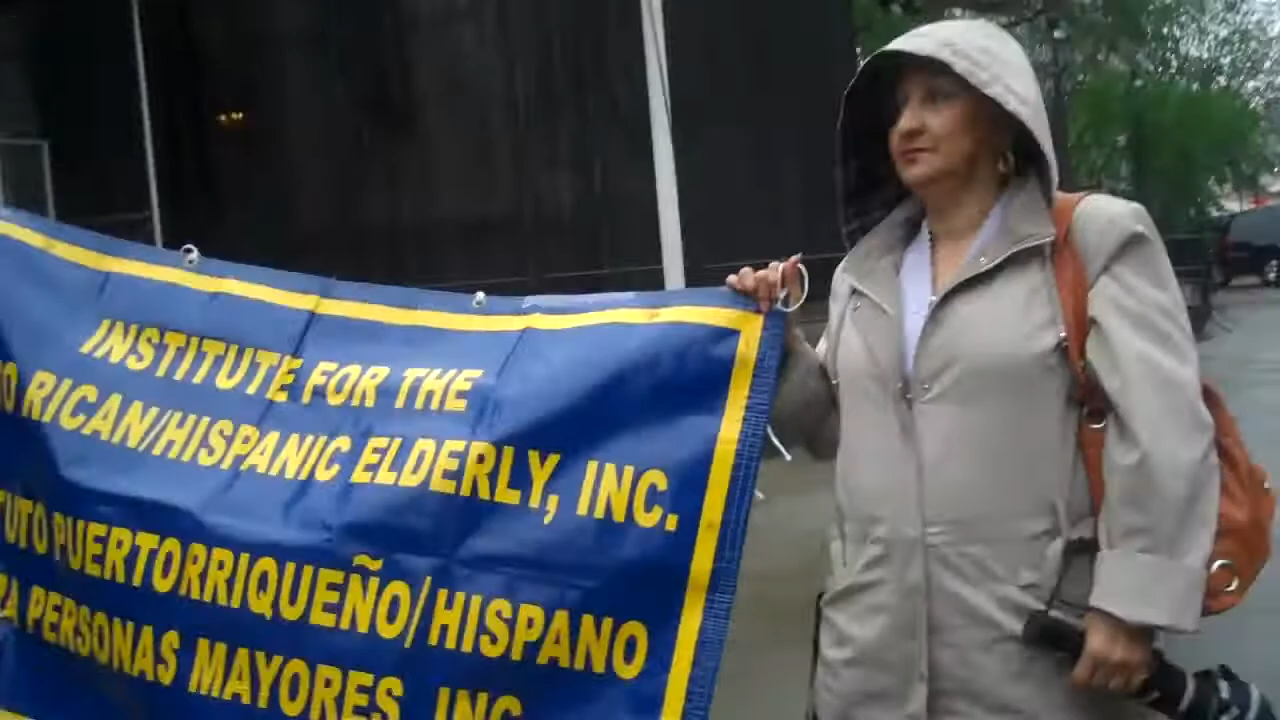 INSTITUTE FOR THE
RICAN/HISPANIC ELDERLY, INC.
PUERTORRIQUEÑO/HISPANO
PERSONAS MAYORES, INC.